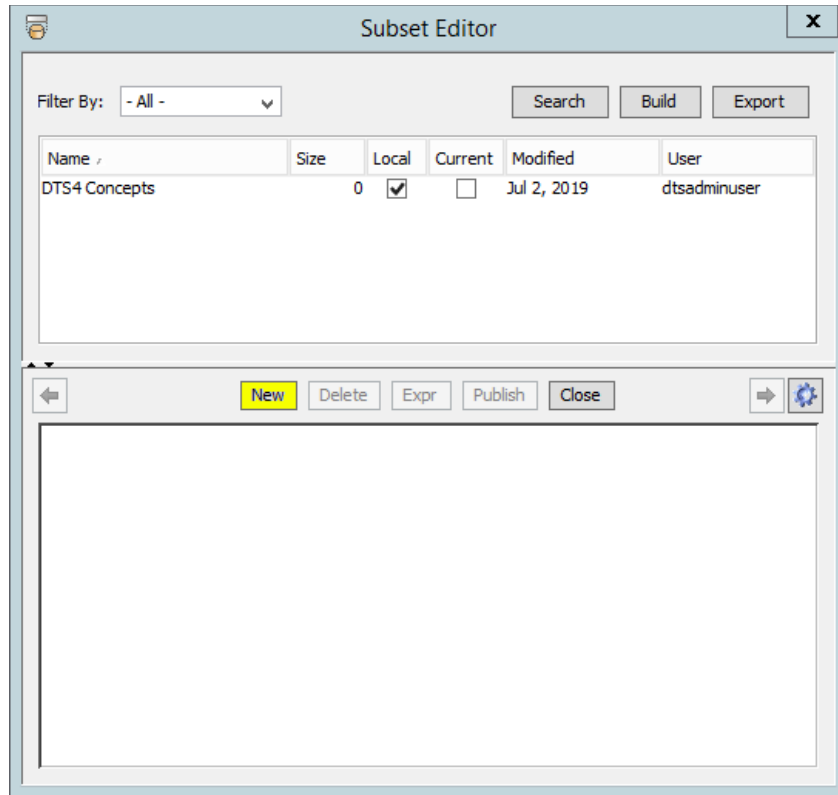 Subset Editor
x
Filter By: - All - Search Build Export
Name Size Local Current Modified User
DTS4 Concepts 0 Jul 2, 2019 dtsadminuser
New Delete Expr Publish Close